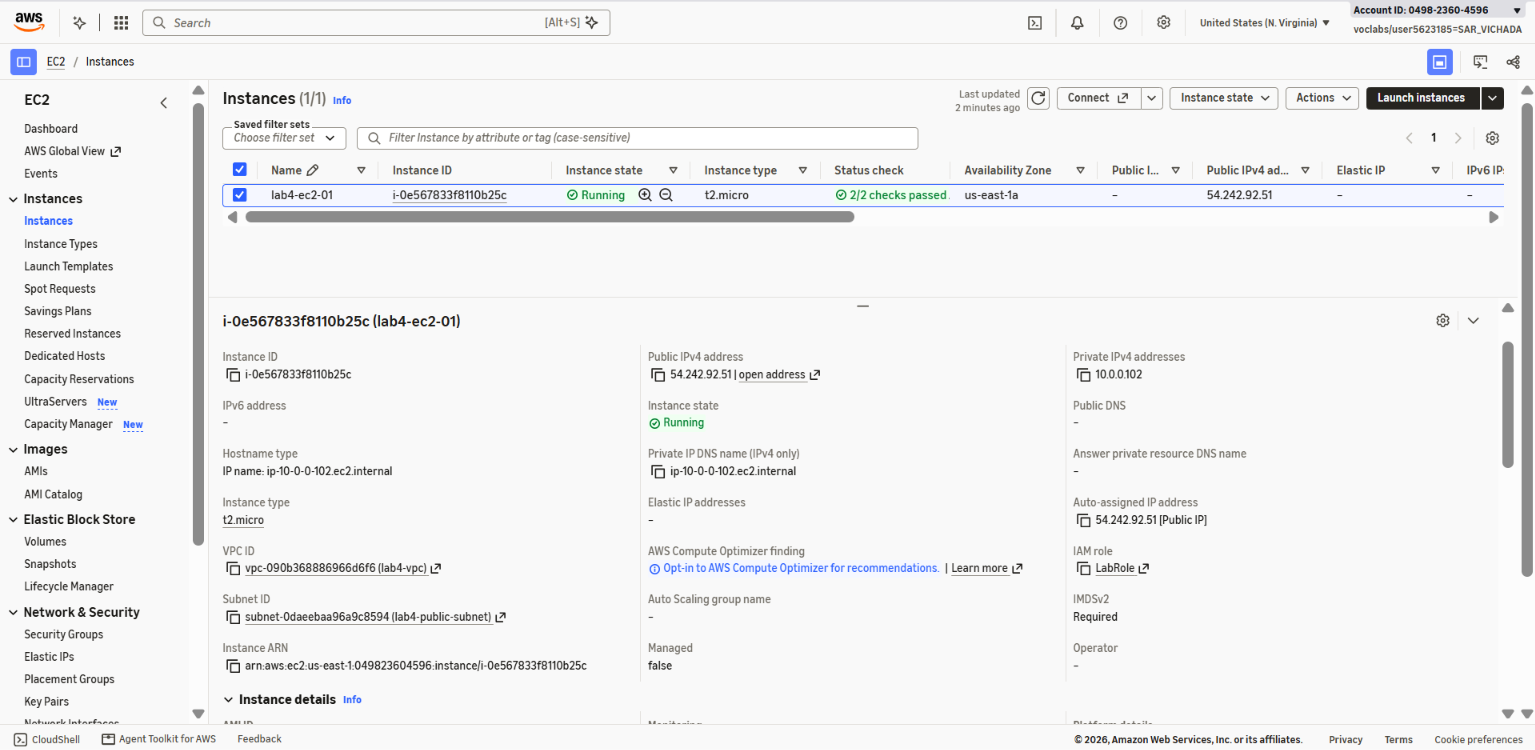 aws
Search [Alt+S]
United States (N. Virginia) ▼
Account ID: 0498-2360-4596
voclabs/user5623185=SAR_VICHADA
EC2 / Instances
EC2
Dashboard
AWS Global View
Events
Instances
Instances
Instance Types
Launch Templates
Spot Requests
Savings Plans
Reserved Instances
Dedicated Hosts
Capacity Reservations
UltraServers New
Capacity Manager New
Images
AMIs
AMI Catalog
Elastic Block Store
Volumes
Snapshots
Lifecycle Manager
Network & Security
Security Groups
Elastic IPs
Placement Groups
Key Pairs
Network Interfaces
Instances (1/1) Info
Last updated
2 minutes ago
Connect
Instance state
Actions
Launch instances
Saved filter sets
Choose filter set
Filter Instance by attribute or tag (case-sensitive)
1
Name Instance ID Instance state Instance type Status check Availability Zone Public I... Public IPv4 ad... Elastic IP IPv6 IPs
lab4-ec2-01 i-0e567833f8110b25c Running t2.micro 2/2 checks passed us-east-1a – 54.242.92.51 – –
i-0e567833f8110b25c (lab4-ec2-01)
Instance ID
i-0e567833f8110b25c
Public IPv4 address
54.242.92.51 | open address
Private IPv4 addresses
10.0.0.102
IPv6 address
–
Instance state
Running
Public DNS
–
Hostname type
IP name: ip-10-0-0-102.ec2.internal
Private IP DNS name (IPv4 only)
ip-10-0-0-102.ec2.internal
Answer private resource DNS name
–
Instance type
t2.micro
Elastic IP addresses
–
Auto-assigned IP address
54.242.92.51 [Public IP]
VPC ID
vpc-090b368886966d6f6 (lab4-vpc)
AWS Compute Optimizer finding
Opt-in to AWS Compute Optimizer for recommendations. | Learn more
IAM role
LabRole
Subnet ID
subnet-0daeebaa96a9c8594 (lab4-public-subnet)
Auto Scaling group name
–
IMDSv2
Required
Instance ARN
arn:aws:ec2:us-east-1:049823604596:instance/i-0e567833f8110b25c
Managed
false
Operator
–
Instance details Info
AMI ID
Monitoring
Platform details
CloudShell
Agent Toolkit for AWS
Feedback
© 2026, Amazon Web Services, Inc. or its affiliates.
Privacy
Terms
Cookie preferences